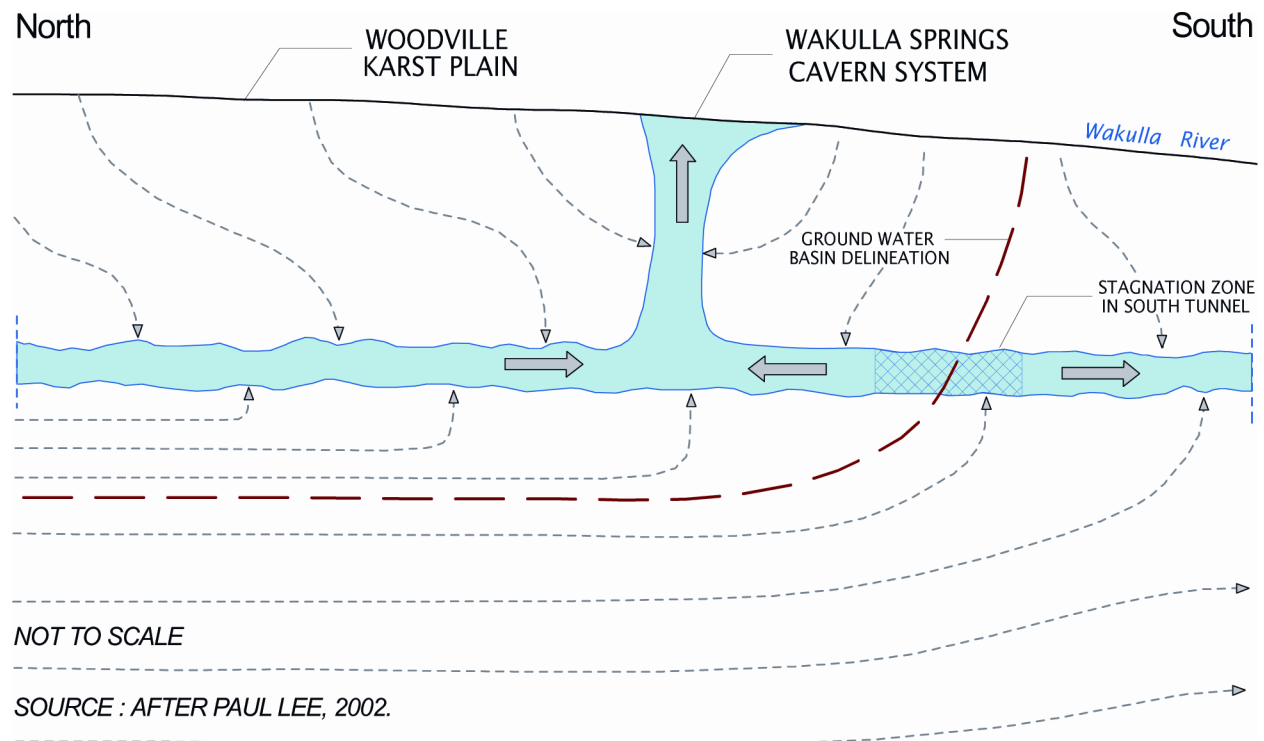 North
South
WOODVILLE
KARST PLAIN
WAKULLA SPRINGS
CAVERN SYSTEM
Wakulla River
GROUND WATER
BASIN DELINEATION
STAGNATION ZONE
IN SOUTH TUNNEL
NOT TO SCALE
SOURCE : AFTER PAUL LEE, 2002.